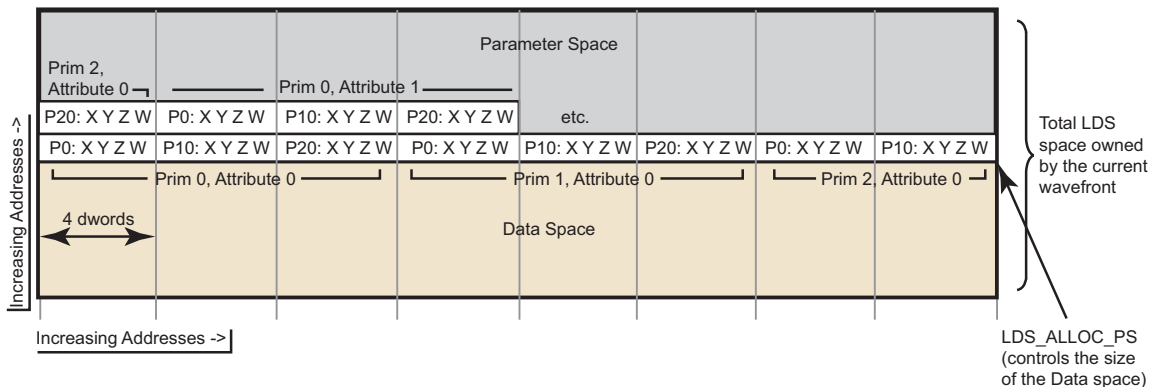 Parameter Space
Prim 2,
Attribute 0
Prim 0, Attribute 1
P20: X Y Z W P0: X Y Z W P10: X Y Z W P20: X Y Z W etc.
P0: X Y Z W P10: X Y Z W P20: X Y Z W P0: X Y Z W P10: X Y Z W P20: X Y Z W P0: X Y Z W P10: X Y Z W
Prim 0, Attribute 0 Prim 1, Attribute 0 Prim 2, Attribute 0
4 dwords
Data Space
Increasing Addresses ->
Increasing Addresses ->
Total LDS
space owned
by the current
wavefront
LDS_ALLOC_PS
(controls the size
of the Data space)